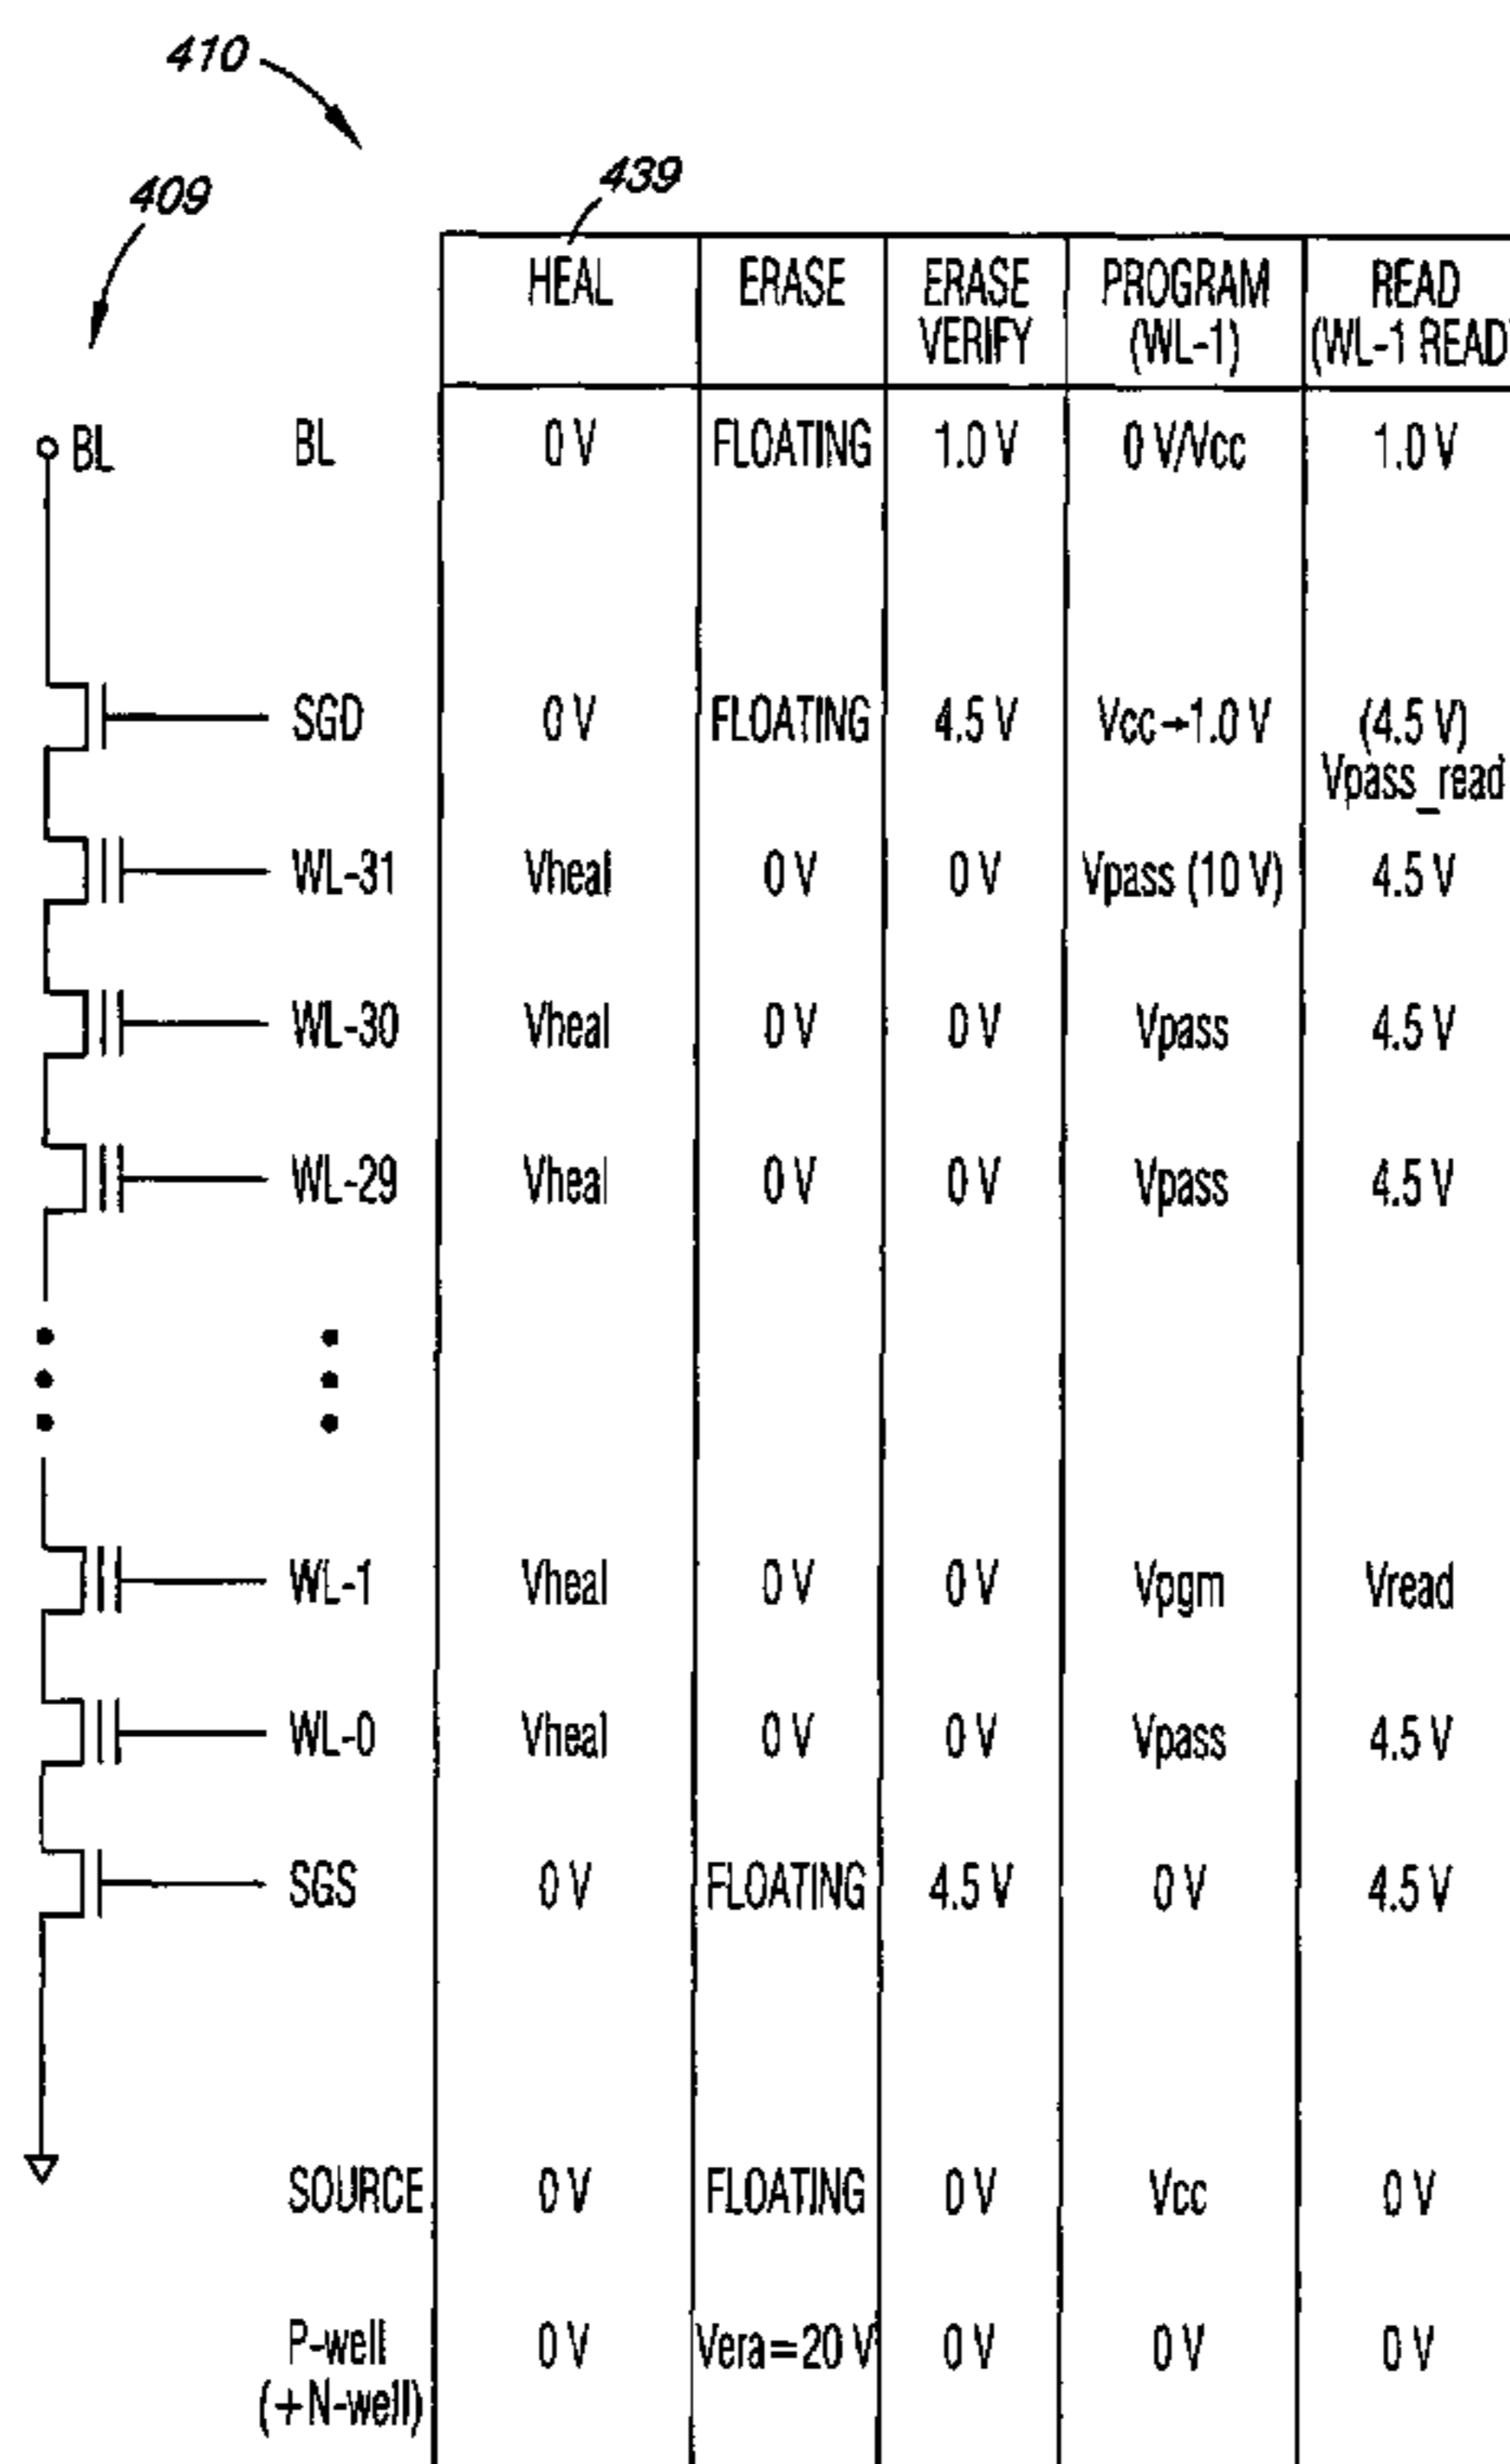 410
409
439
HEAL ERASE ERASE VERIFY PROGRAM (WL-1) READ (WL-1 READ)
BL BL 0 V FLOATING 1.0 V 0 V/Vcc 1.0 V
SGD 0 V FLOATING 4.5 V Vcc→1.0 V (4.5 V) Vpass_read
WL-31 Vheal 0 V 0 V Vpass (10 V) 4.5 V
WL-30 Vheal 0 V 0 V Vpass 4.5 V
WL-29 Vheal 0 V 0 V Vpass 4.5 V
WL-1 Vheal 0 V 0 V Vpgm Vread
WL-0 Vheal 0 V 0 V Vpass 4.5 V
SGS 0 V FLOATING 4.5 V 0 V 4.5 V
SOURCE 0 V FLOATING 0 V Vcc 0 V
P-well (+N-well) 0 V Vera=20 V 0 V 0 V 0 V